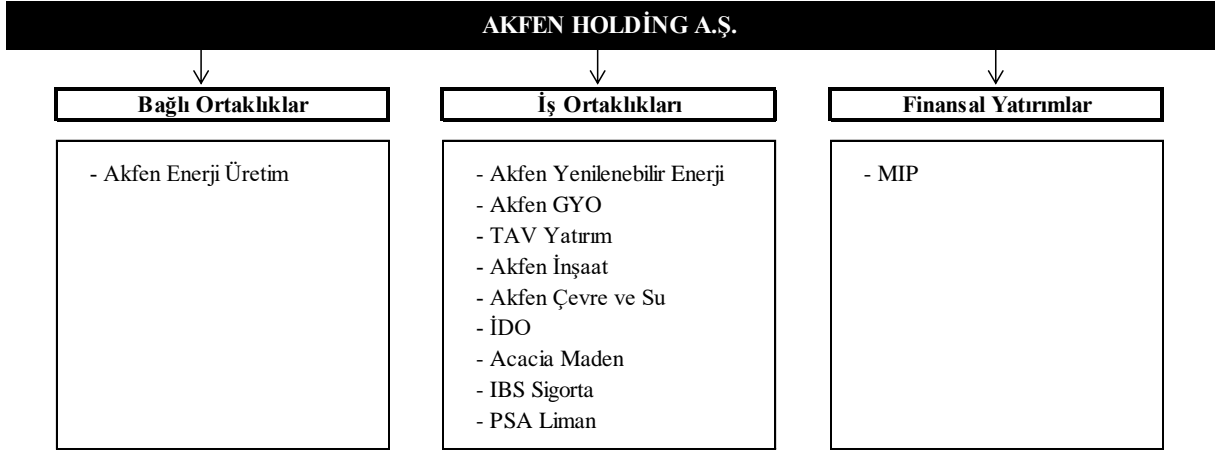 AKFEN HOLDİNG A.Ş.
Bağlı Ortaklıklar
- Akfen Enerji Üretim
İş Ortaklıkları
- Akfen Yenilenebilir Enerji
- Akfen GYO
- TAV Yatırım
- Akfen İnşaat
- Akfen Çevre ve Su
- İDO
- Acacia Maden
- IBS Sigorta
- PSA Liman
Finansal Yatırımlar
- MIP